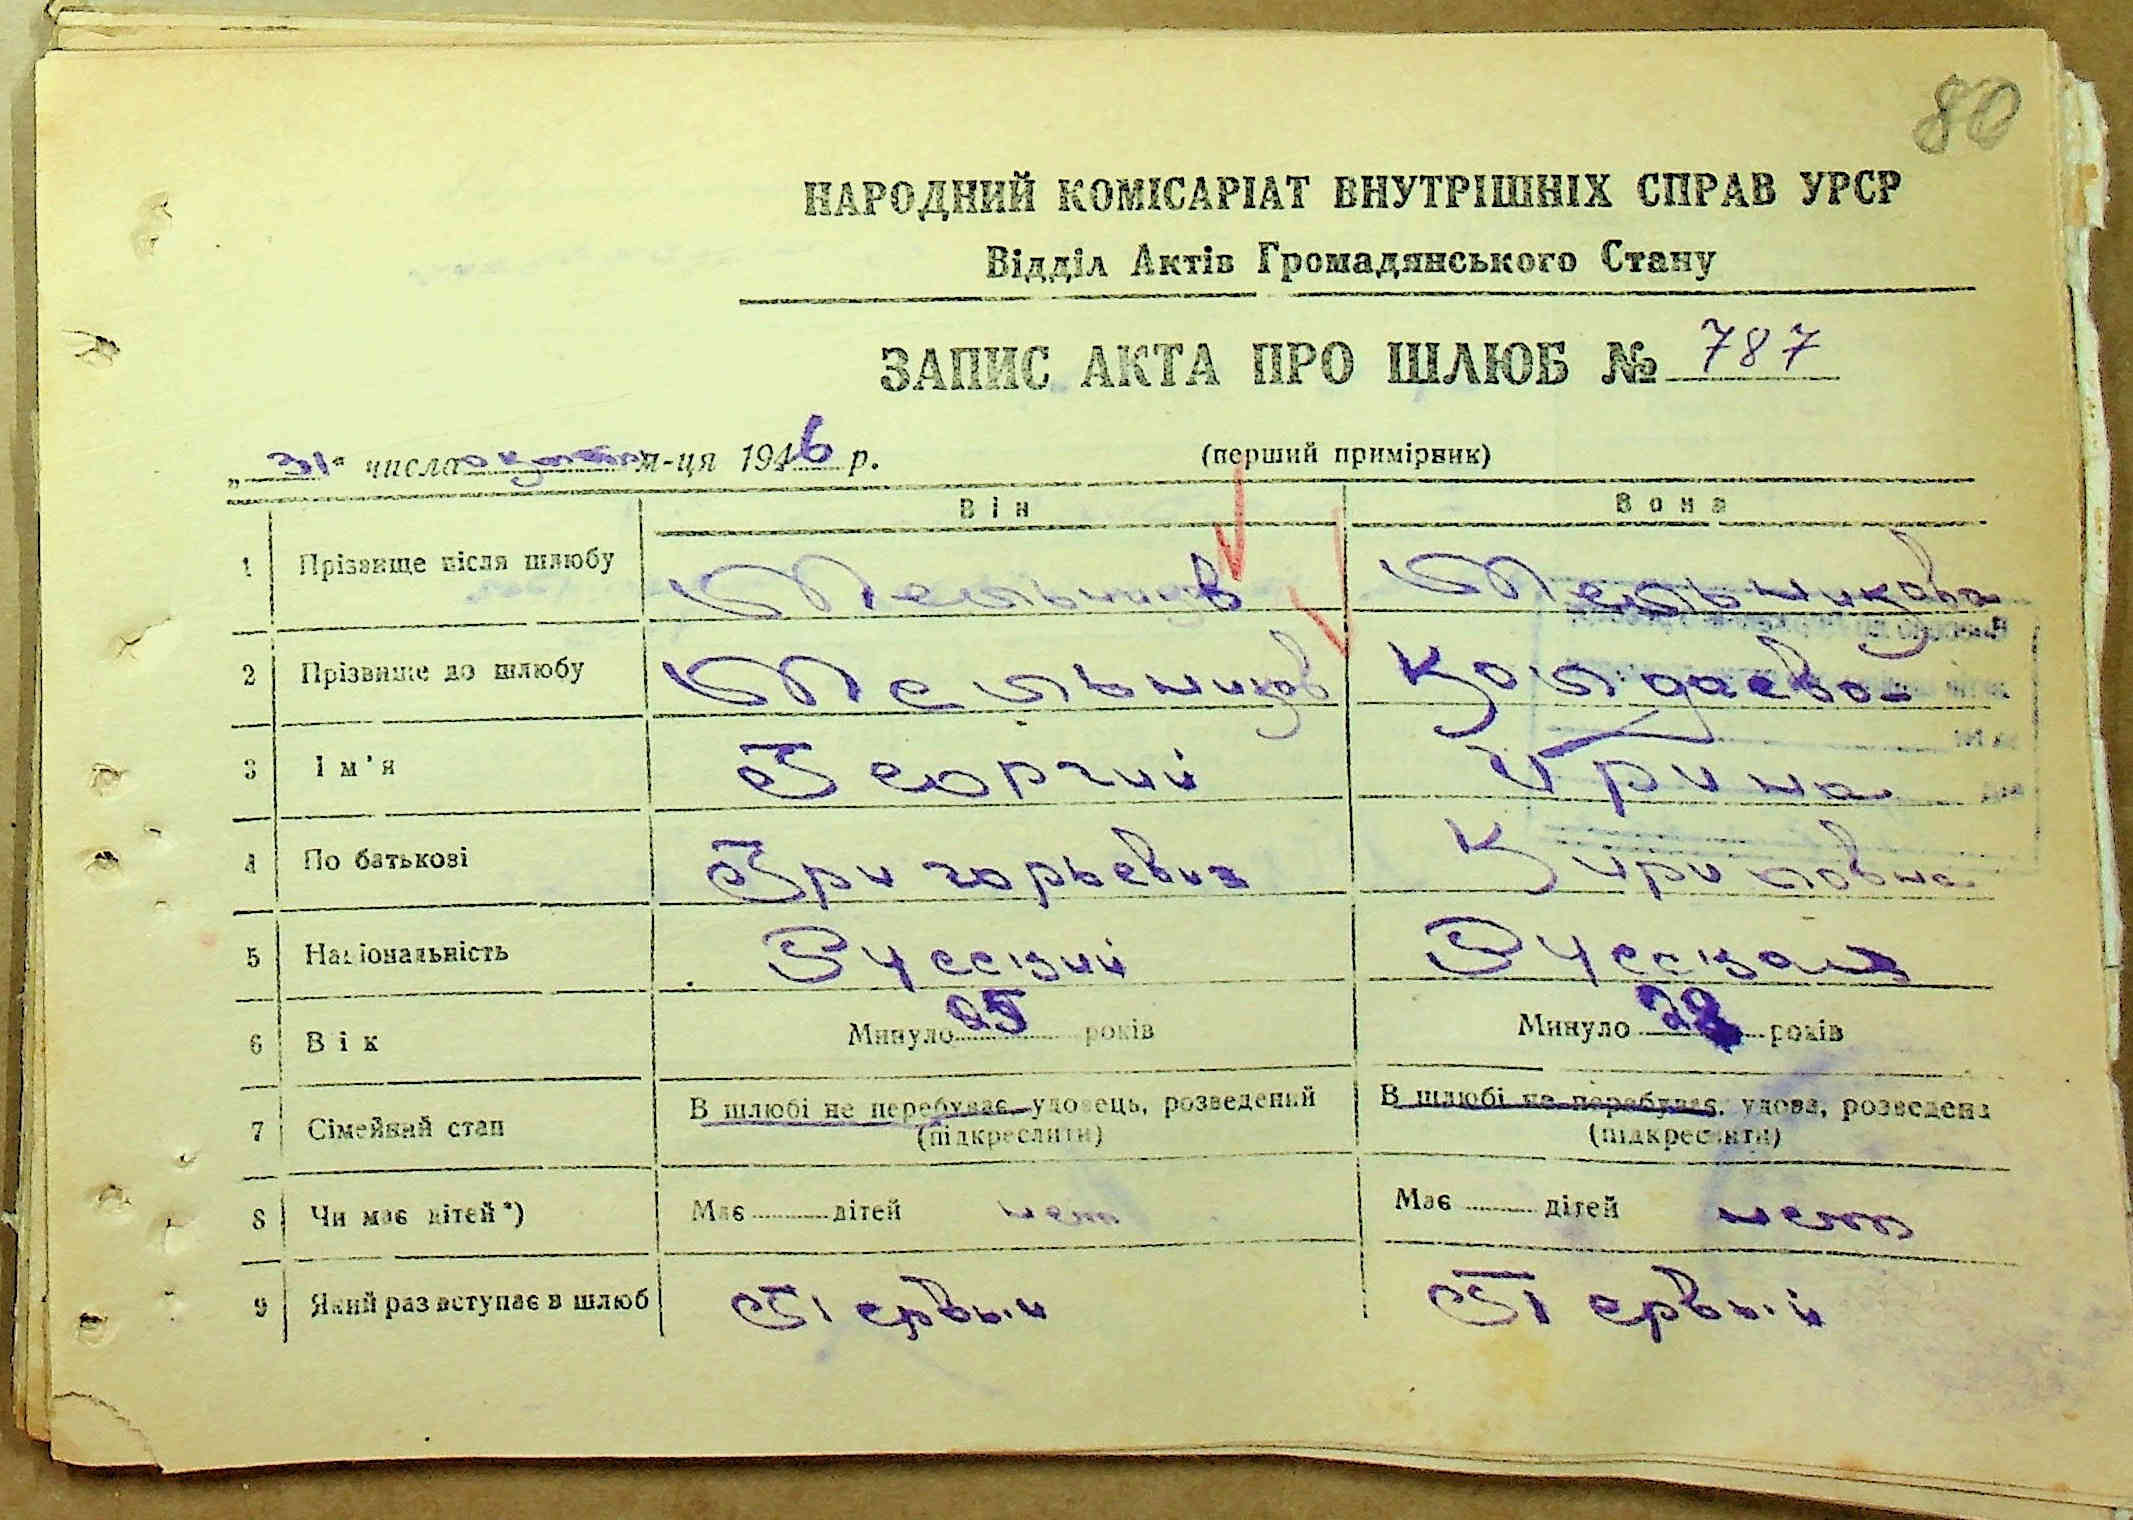 80
НАРОДНИЙ КОМІСАРІАТ ВНУТРІШНІХ СПРАВ УРСР
Відділ Актів Громадянського Стану
ЗАПИС АКТА ПРО ШЛЮБ № 787
„31" числа октября м-ця 1946 р. (перший примірник)
Він Вона
1 Прізвище після шлюбу Мельников Мельникова
2 Прізвище до шлюбу Мельников Колдаева
3 Ім'я Георгий Ирина
4 По батькові Григорьевич Кириловна
5 Національність Русский Русская
6 Вік Минуло 25 років Минуло років
7 Сімейний стан В шлюбі не перебуває, удовець, розведений В шлюбі не перебуває, удова, розведена
(підкреслити) (підкреслити)
8 Чи має дітей*) Має дітей нет Має дітей нет
9 Який раз вступає в шлюб Первый Первый